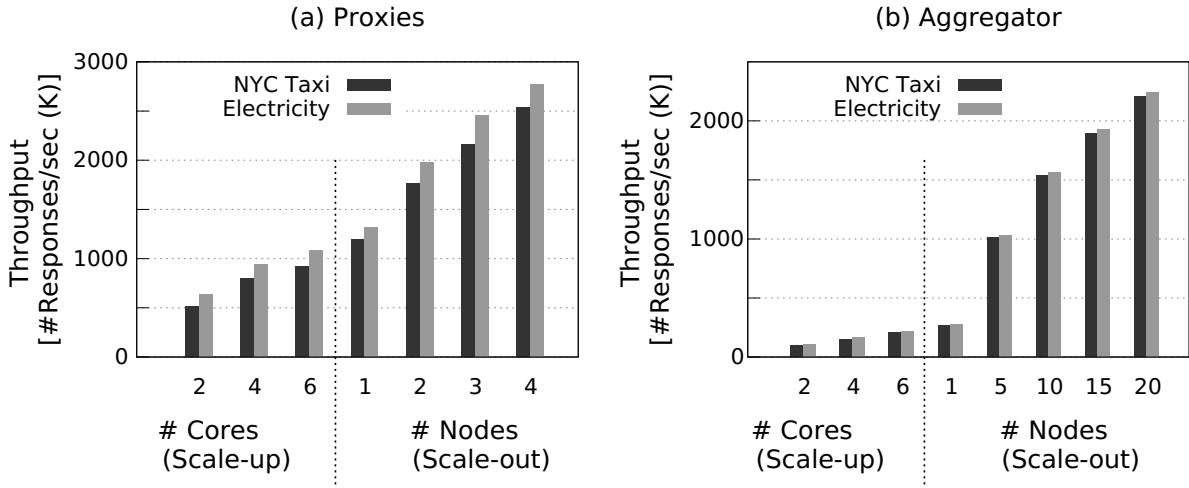 (a) Proxies
Throughput
[#Responses/sec (K)]
3000
2000
1000
0
NYC Taxi
Electricity
2 4 6 1 2 3 4
# Cores
(Scale-up)
# Nodes
(Scale-out)
(b) Aggregator
Throughput
[#Responses/sec (K)]
2000
1000
0
NYC Taxi
Electricity
2 4 6 1 5 10 15 20
# Cores
(Scale-up)
# Nodes
(Scale-out)